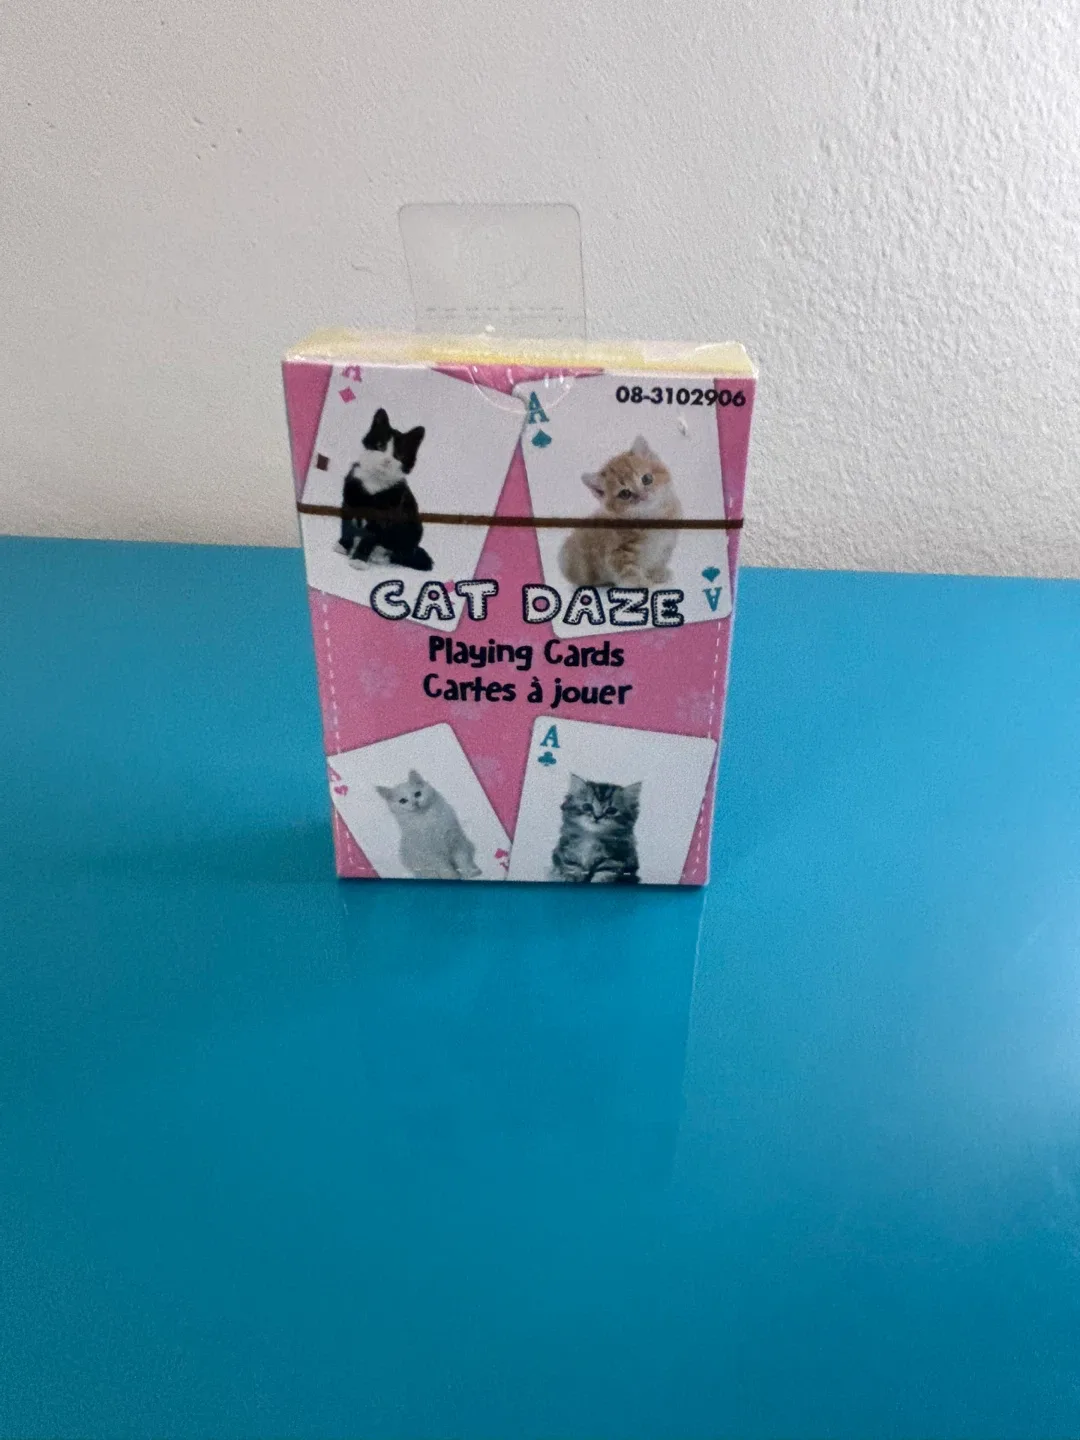 A
A
08-3102906
CAT DAZE
A
Playing Cards
Cartes à jouer
A
A